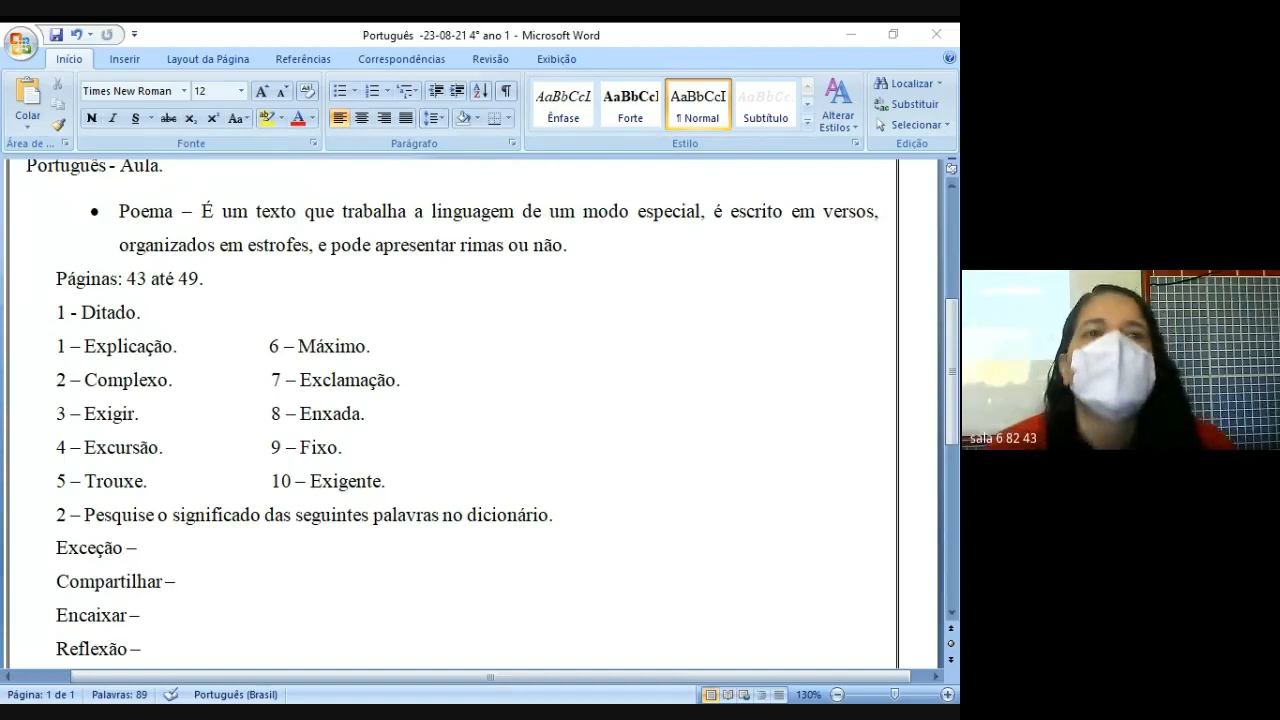 Português -23-08-21 4° ano 1 - Microsoft Word
Início Inserir Layout da Página Referências Correspondências Revisão Exibição
Times New Roman 12
Colar
N I S abc x₂ x² Aa
AaBbCcI AaBbCcI AaBbCcI AaBbCc.
Ênfase Forte ¶ Normal Subtítulo
Alterar
Estilos
Localizar
Substituir
Selecionar
Área de ... Fonte Parágrafo Estilo Edição
Português - Aula.
• Poema – É um texto que trabalha a linguagem de um modo especial, é escrito em versos,
organizados em estrofes, e pode apresentar rimas ou não.
Páginas: 43 até 49.
1 - Ditado.
1 – Explicação. 6 – Máximo.
2 – Complexo. 7 – Exclamação.
3 – Exigir. 8 – Enxada.
4 – Excursão. 9 – Fixo.
5 – Trouxe. 10 – Exigente.
2 – Pesquise o significado das seguintes palavras no dicionário.
Exceção –
Compartilhar –
Encaixar –
Reflexão –
sala 6 82 43
Página: 1 de 1 Palavras: 89 Português (Brasil) 130%